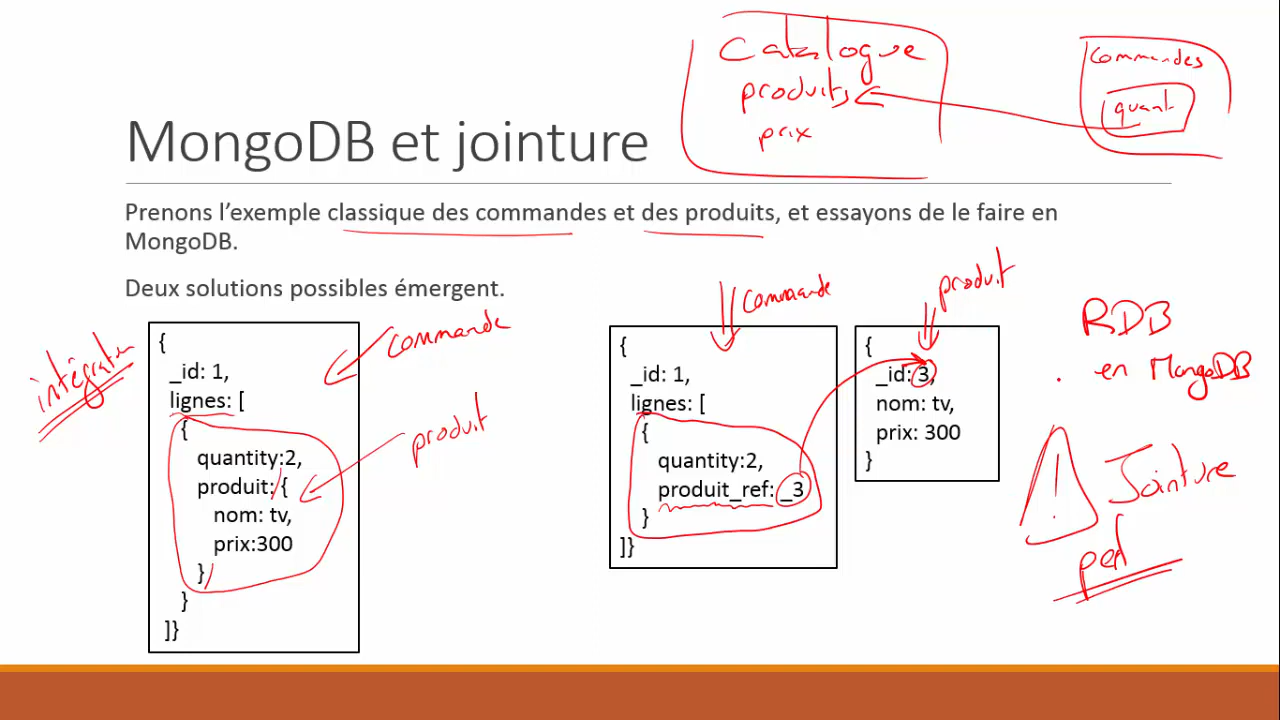 Catalogue
produits
prix
commandes
quant
MongoDB et jointure
Prenons l’exemple classique des commandes et des produits, et essayons de le faire en
MongoDB.
Deux solutions possibles émergent.
commande
produit
{
_id: 1,
lignes: [
{
quantity:2,
produit: {
nom: tv,
prix:300
}
}
]}
commande
{
_id: 1,
lignes: [
{
quantity:2,
produit_ref: _3
}
]}
produit
{
_id: 3,
nom: tv,
prix: 300
}
RDB
en MongoDB
! Jointure